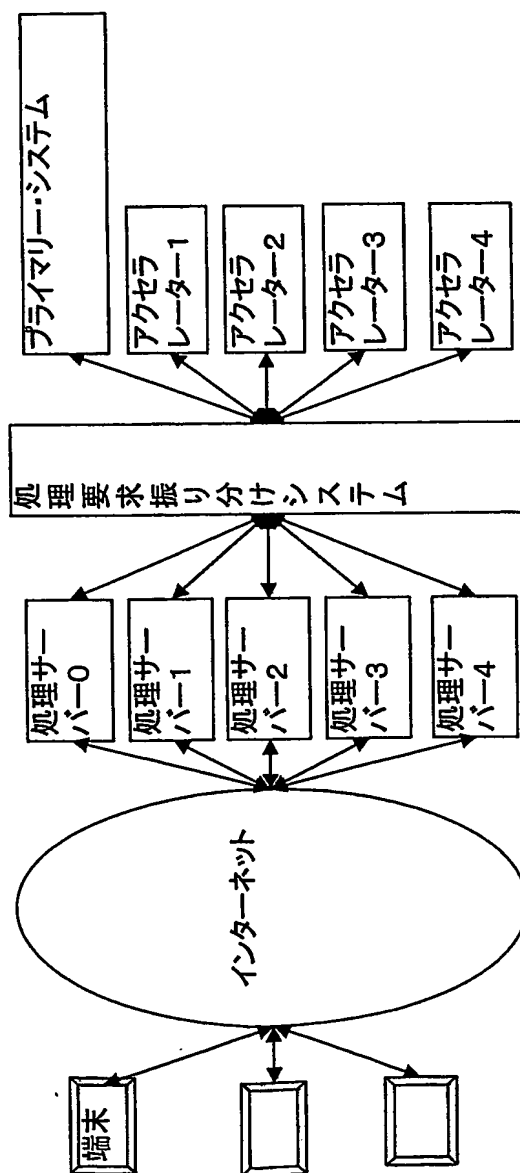 端末
インターネット
処理サー
バー0
処理サー
バー1
処理サー
バー2
処理サー
バー3
処理サー
バー4
処理要求振り分けシステム
プライマリー・システム
アクセラ
レーター1
アクセラ
レーター2
アクセラ
レーター3
アクセラ
レーター4